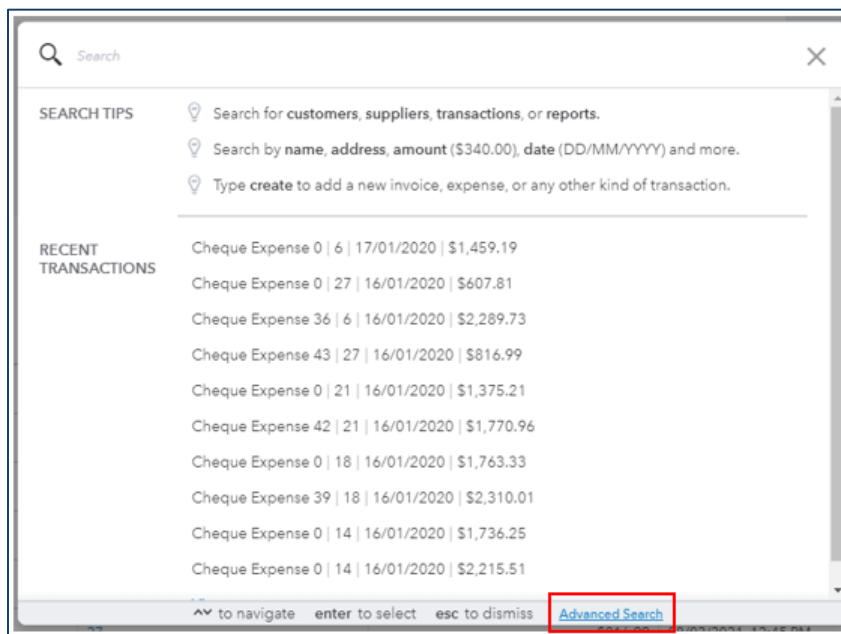 Search
SEARCH TIPS
Search for customers, suppliers, transactions, or reports.
Search by name, address, amount ($340.00), date (DD/MM/YYYY) and more.
Type create to add a new invoice, expense, or any other kind of transaction.
RECENT
TRANSACTIONS
Cheque Expense 0 | 6 | 17/01/2020 | $1,459.19
Cheque Expense 0 | 27 | 16/01/2020 | $607.81
Cheque Expense 36 | 6 | 16/01/2020 | $2,289.73
Cheque Expense 43 | 27 | 16/01/2020 | $816.99
Cheque Expense 0 | 21 | 16/01/2020 | $1,375.21
Cheque Expense 42 | 21 | 16/01/2020 | $1,770.96
Cheque Expense 0 | 18 | 16/01/2020 | $1,763.33
Cheque Expense 39 | 18 | 16/01/2020 | $2,310.01
Cheque Expense 0 | 14 | 16/01/2020 | $1,736.25
Cheque Expense 0 | 14 | 16/01/2020 | $2,215.51
to navigate enter to select esc to dismiss Advanced Search